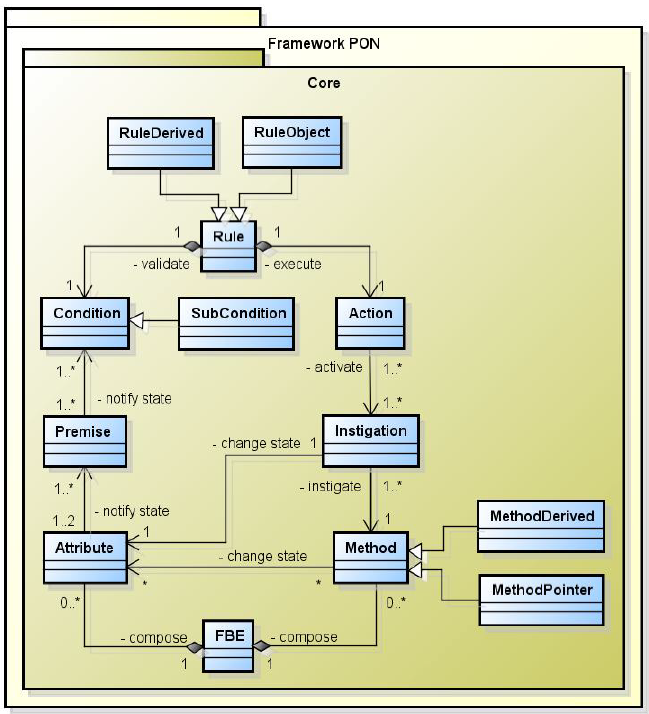 Framework PON
Core
RuleDerived
RuleObject
1
Rule
1
- validate
- execute
1
1
Condition
SubCondition
Action
1..*
- activate
1..*
1..*
- notify state
1..*
Premise
- change state
1
Instigation
1..*
- instigate
1..*
- notify state
1..2
1
1
MethodDerived
Attribute
- change state
Method
*
*
MethodPointer
0..*
0..*
- compose
FBE
- compose
1
1